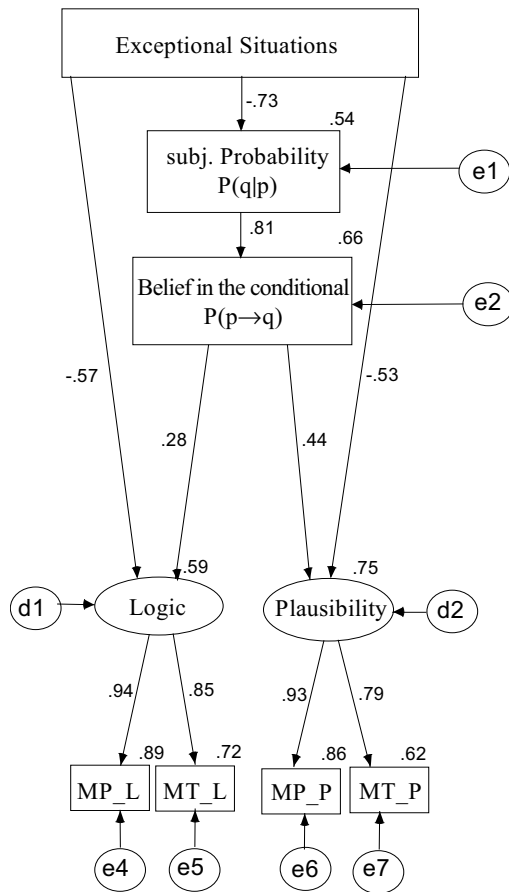 Exceptional Situations
-.73
.54
subj. Probability
P(q|p)
e1
.81
.66
Belief in the conditional
P(p→q)
e2
-.57
-.53
.28
.44
.59
.75
d1
Logic
Plausibility
d2
.94
.85
.93
.79
.89
.72
.86
.62
MP_L
MT_L
MP_P
MT_P
e4
e5
e6
e7